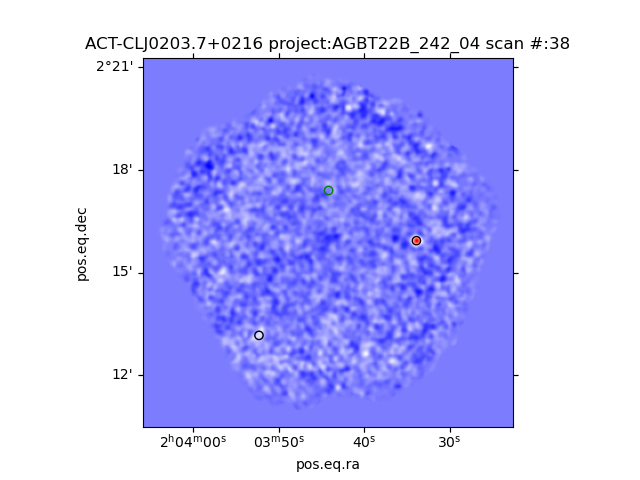 ACT-CLJ0203.7+0216 project:AGBT22B_242_04 scan #:38
2°21'
18'
15'
12'
pos.eq.dec
2ʰ04ᵐ00ˢ 03ᵐ50ˢ 40ˢ 30ˢ
pos.eq.ra